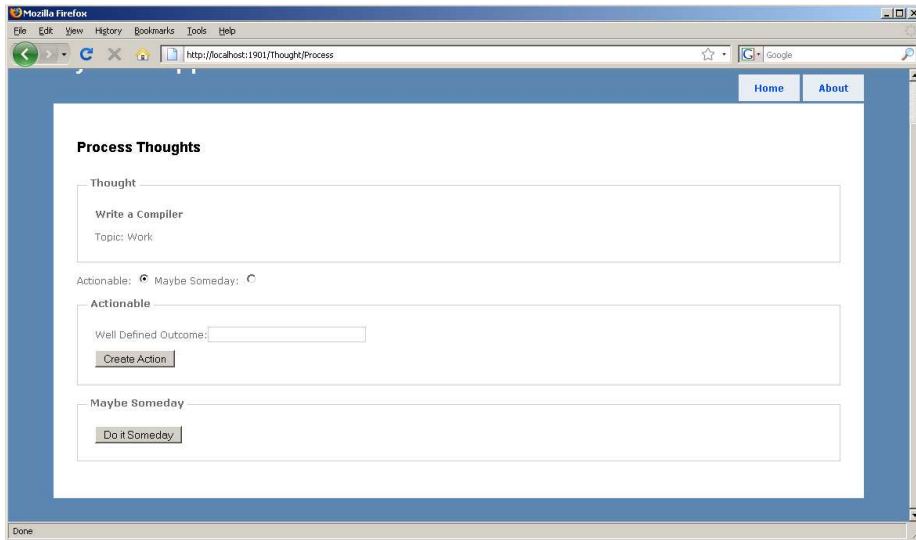 Mozilla Firefox
File Edit View History Bookmarks Tools Help
http://localhost:1901/Thought/Process
G Google
Home About
Process Thoughts
Thought
Write a Compiler
Topic: Work
Actionable: Maybe Someday:
Actionable
Well Defined Outcome:
Create Action
Maybe Someday
Do it Someday
Done